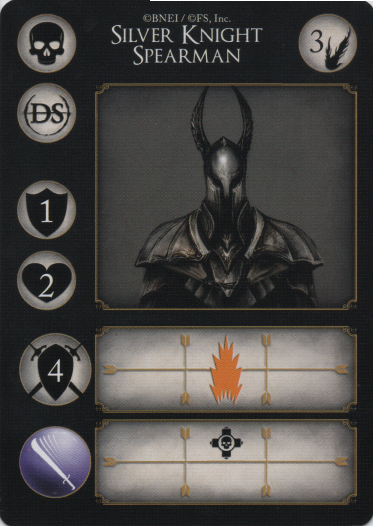 ©BNEI / ©FS, Inc.
SILVER KNIGHT
SPEARMAN
3
DS
1
2
4